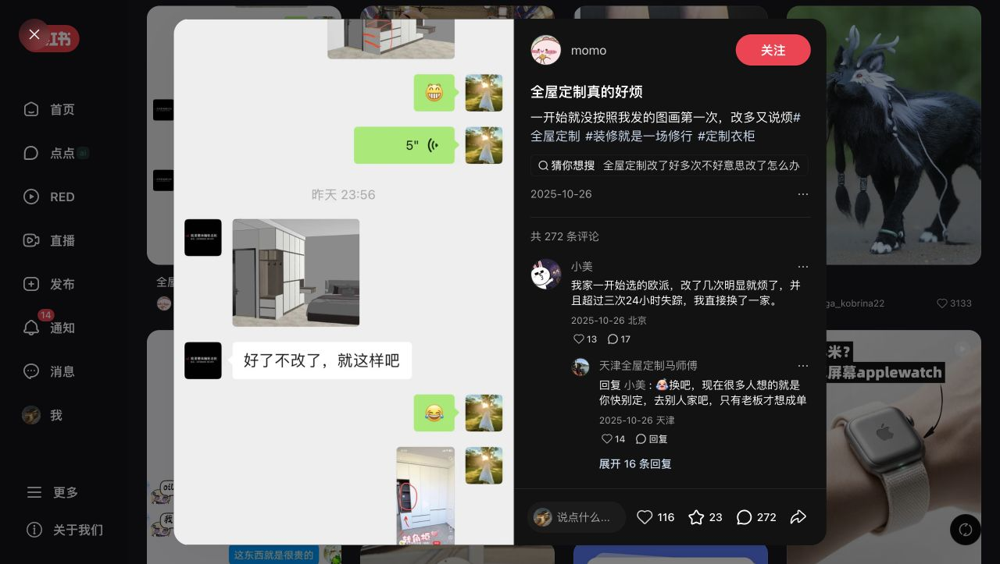 书
首页
点点 ai
RED
直播
发布
14
通知
消息
我
更多
关于我们
5"
昨天 23:56
好了不改了，就这样吧
转角柜
这东西就是很贵的
momo
关注
全屋定制真的好烦
一开始就没按照我发的图画第一次，改多又说烦#
全屋定制 #装修就是一场修行 #定制衣柜
猜你想搜 全屋定制改了好多次不好意思改了怎么办
2025-10-26
共 272 条评论
小美
我家一开始选的欧派，改了几次明显就烦了，并
且超过三次24小时失踪，我直接换了一家。
2025-10-26 北京
13 17
天津全屋定制马师傅
回复 小美 : 🤡换吧，现在很多人想的就是
你快别定，去别人家吧，只有老板才想成单
2025-10-26 天津
14 回复
展开 16 条回复
说点什么... 116 23 272
ga_kobrina22 3133
米?
屏幕applewatch